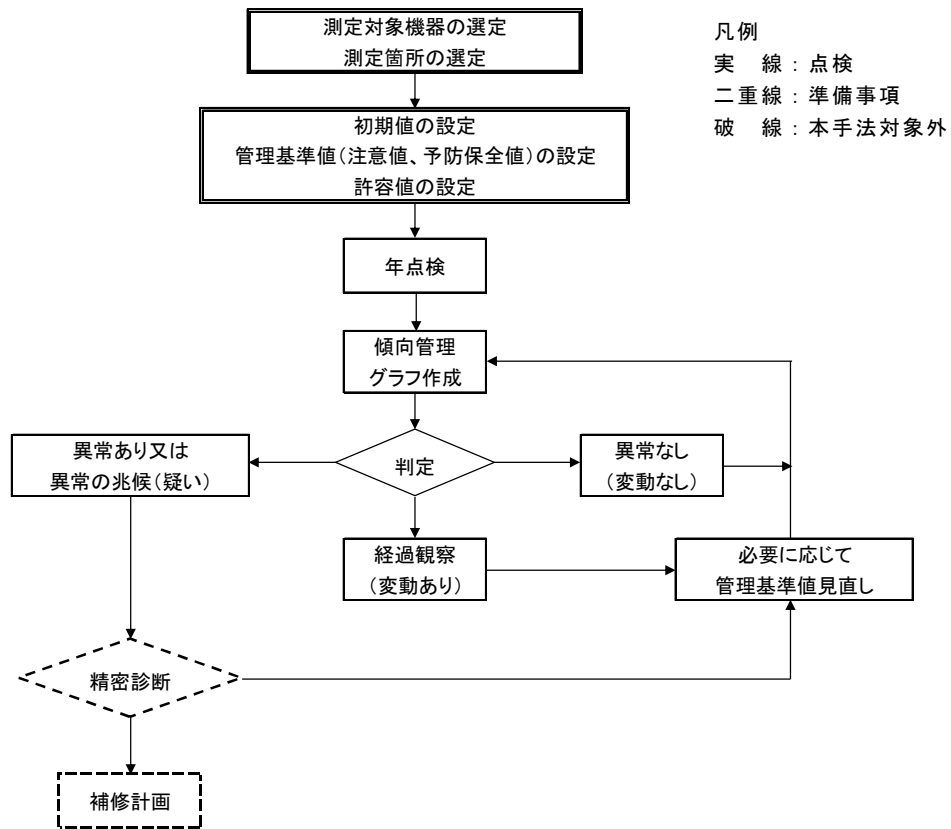 測定対象機器の選定
測定箇所の選定
凡例
実　線：点検
二重線：準備事項
破　線：本手法対象外
初期値の設定
管理基準値（注意値、予防保全値）の設定
許容値の設定
年点検
傾向管理
グラフ作成
異常あり又は
異常の兆候（疑い）
判定
異常なし
（変動なし）
経過観察
（変動あり）
必要に応じて
管理基準値見直し
精密診断
補修計画